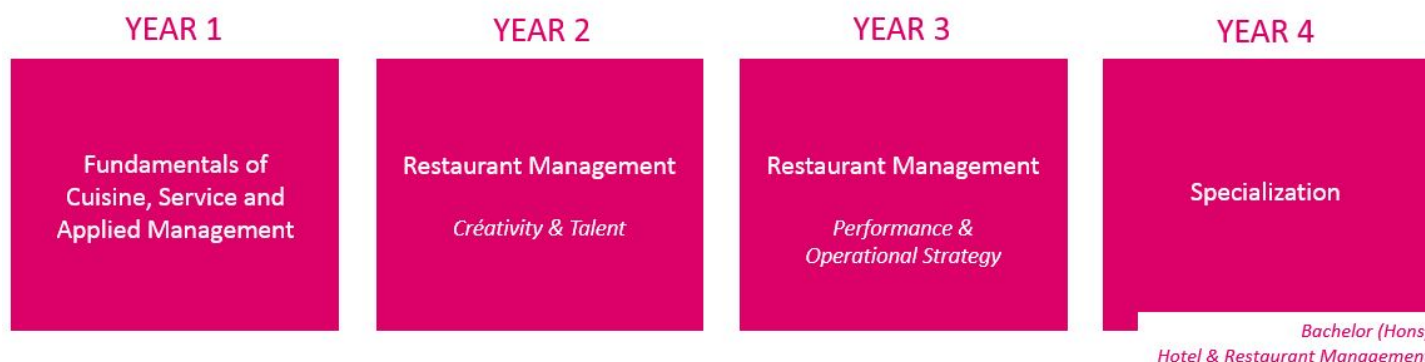 YEAR 1
Fundamentals of
Cuisine, Service and
Applied Management
YEAR 2
Restaurant Management
Créativity & Talent
YEAR 3
Restaurant Management
Performance &
Operational Strategy
YEAR 4
Specialization
Bachelor (Hons
Hotel & Restaurant Managemen